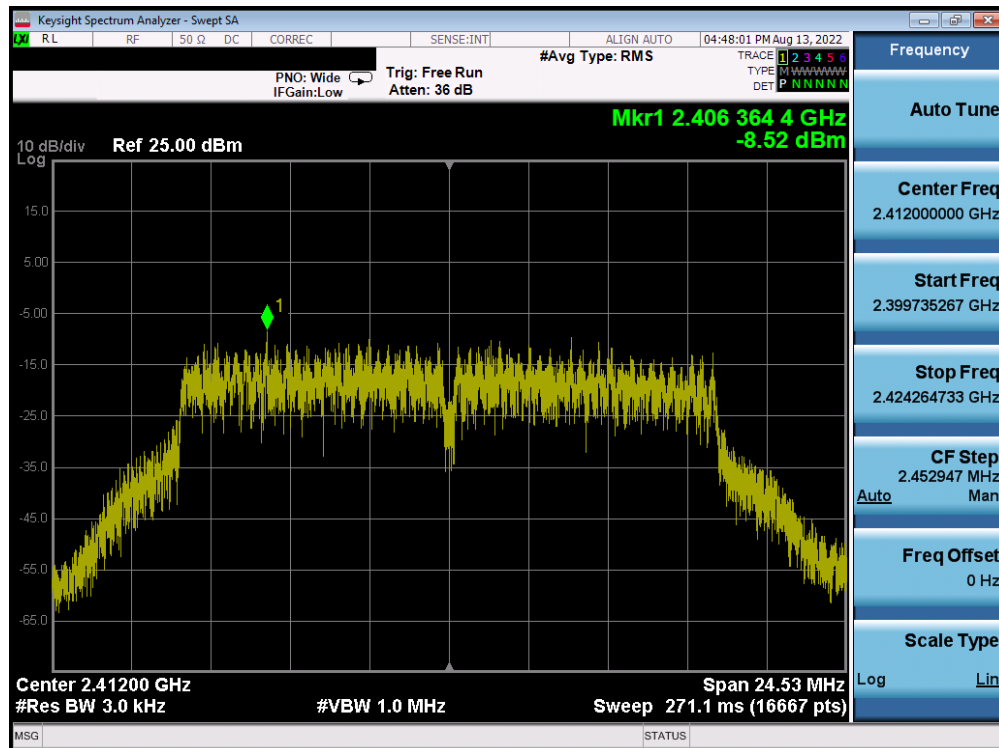 Keysight Spectrum Analyzer - Swept SA
LXI RL RF 50 Ω DC CORREC SENSE:INT ALIGN AUTO 04:48:01 PM Aug 13, 2022
#Avg Type: RMS TRACE 1 2 3 4 5 6
PNO: Wide Trig: Free Run TYPE M WWWWW
IFGain:Low Atten: 36 dB DET P N N N N N
Mkr1 2.406 364 4 GHz
10 dB/div Ref 25.00 dBm -8.52 dBm
Log
1
15.0
5.00
-5.00
-15.0
-25.0
-35.0
-45.0
-55.0
-65.0
Center 2.41200 GHz Span 24.53 MHz
#Res BW 3.0 kHz #VBW 1.0 MHz Sweep 271.1 ms (16667 pts)
MSG STATUS
Frequency
Auto Tune
Center Freq
2.412000000 GHz
Start Freq
2.399735267 GHz
Stop Freq
2.424264733 GHz
CF Step
2.452947 MHz
Auto Man
Freq Offset
0 Hz
Scale Type
Log Lin